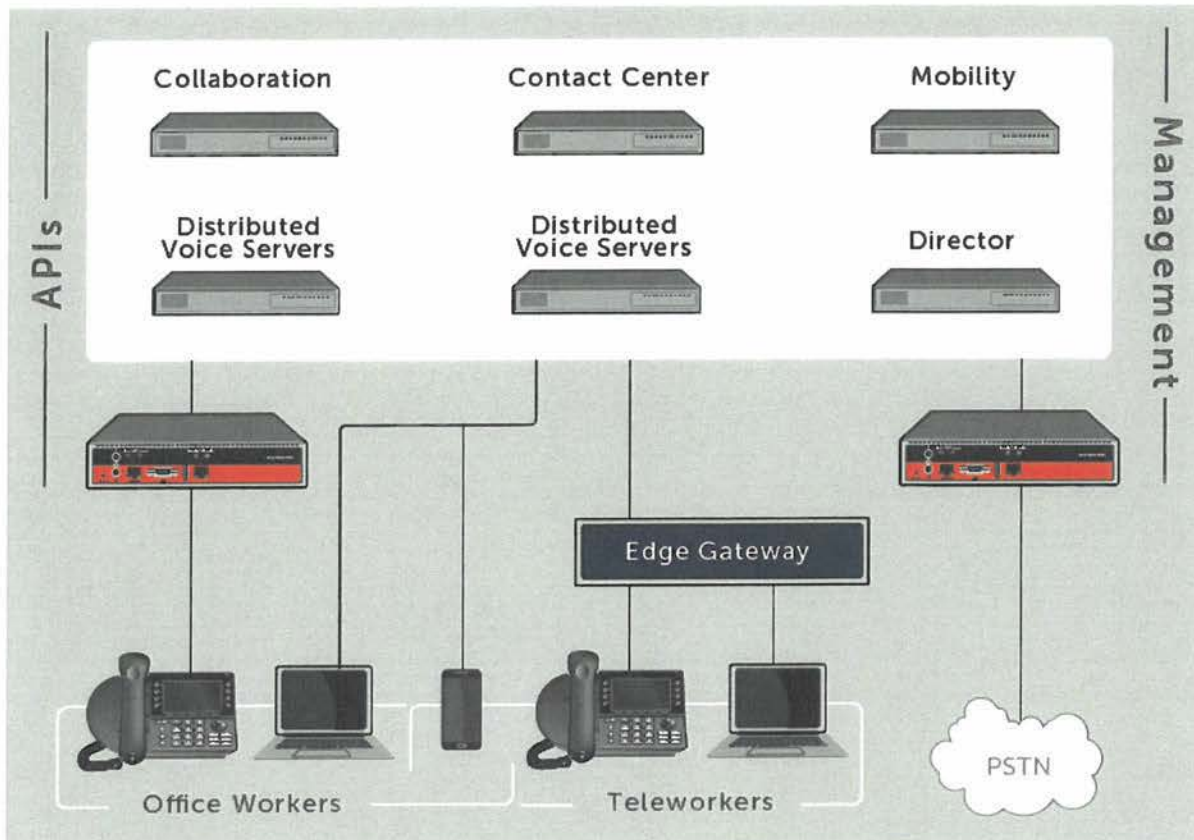 APIs
Management
Collaboration
Contact Center
Mobility
Distributed
Voice Servers
Distributed
Voice Servers
Director
Edge Gateway
Office Workers
Teleworkers
PSTN